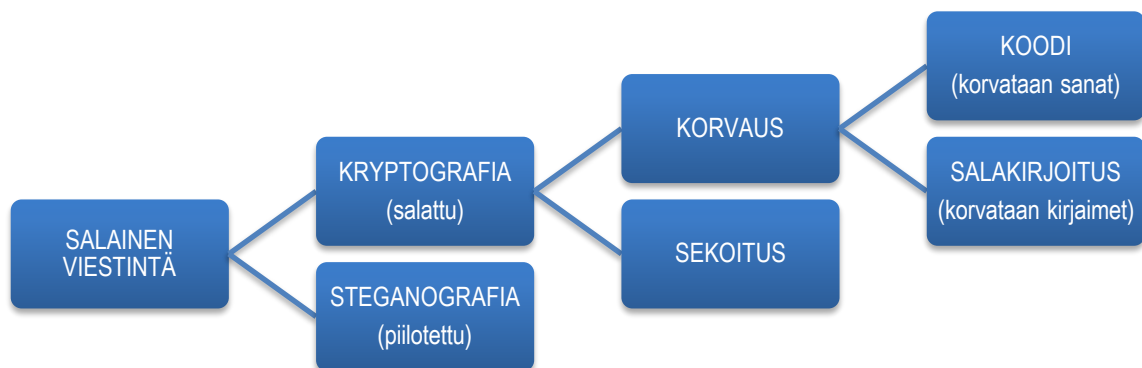 SALAINEN
VIESTINTÄ
KRYPTOGRAFIA
(salattu)
STEGANOGRAFIA
(piilotettu)
KORVAUS
SEKOITUS
KOODI
(korvataan sanat)
SALAKIRJOITUS
(korvataan kirjaimet)